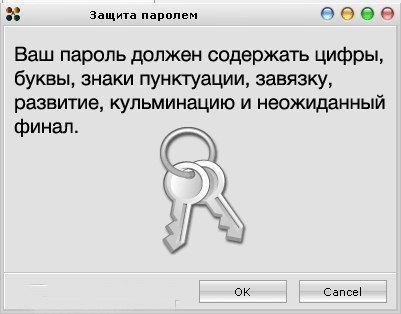 Защита паролем
Ваш пароль должен содержать цифры,
буквы, знаки пунктуации, завязку,
развитие, кульминацию и неожиданный
финал.
OK
Cancel